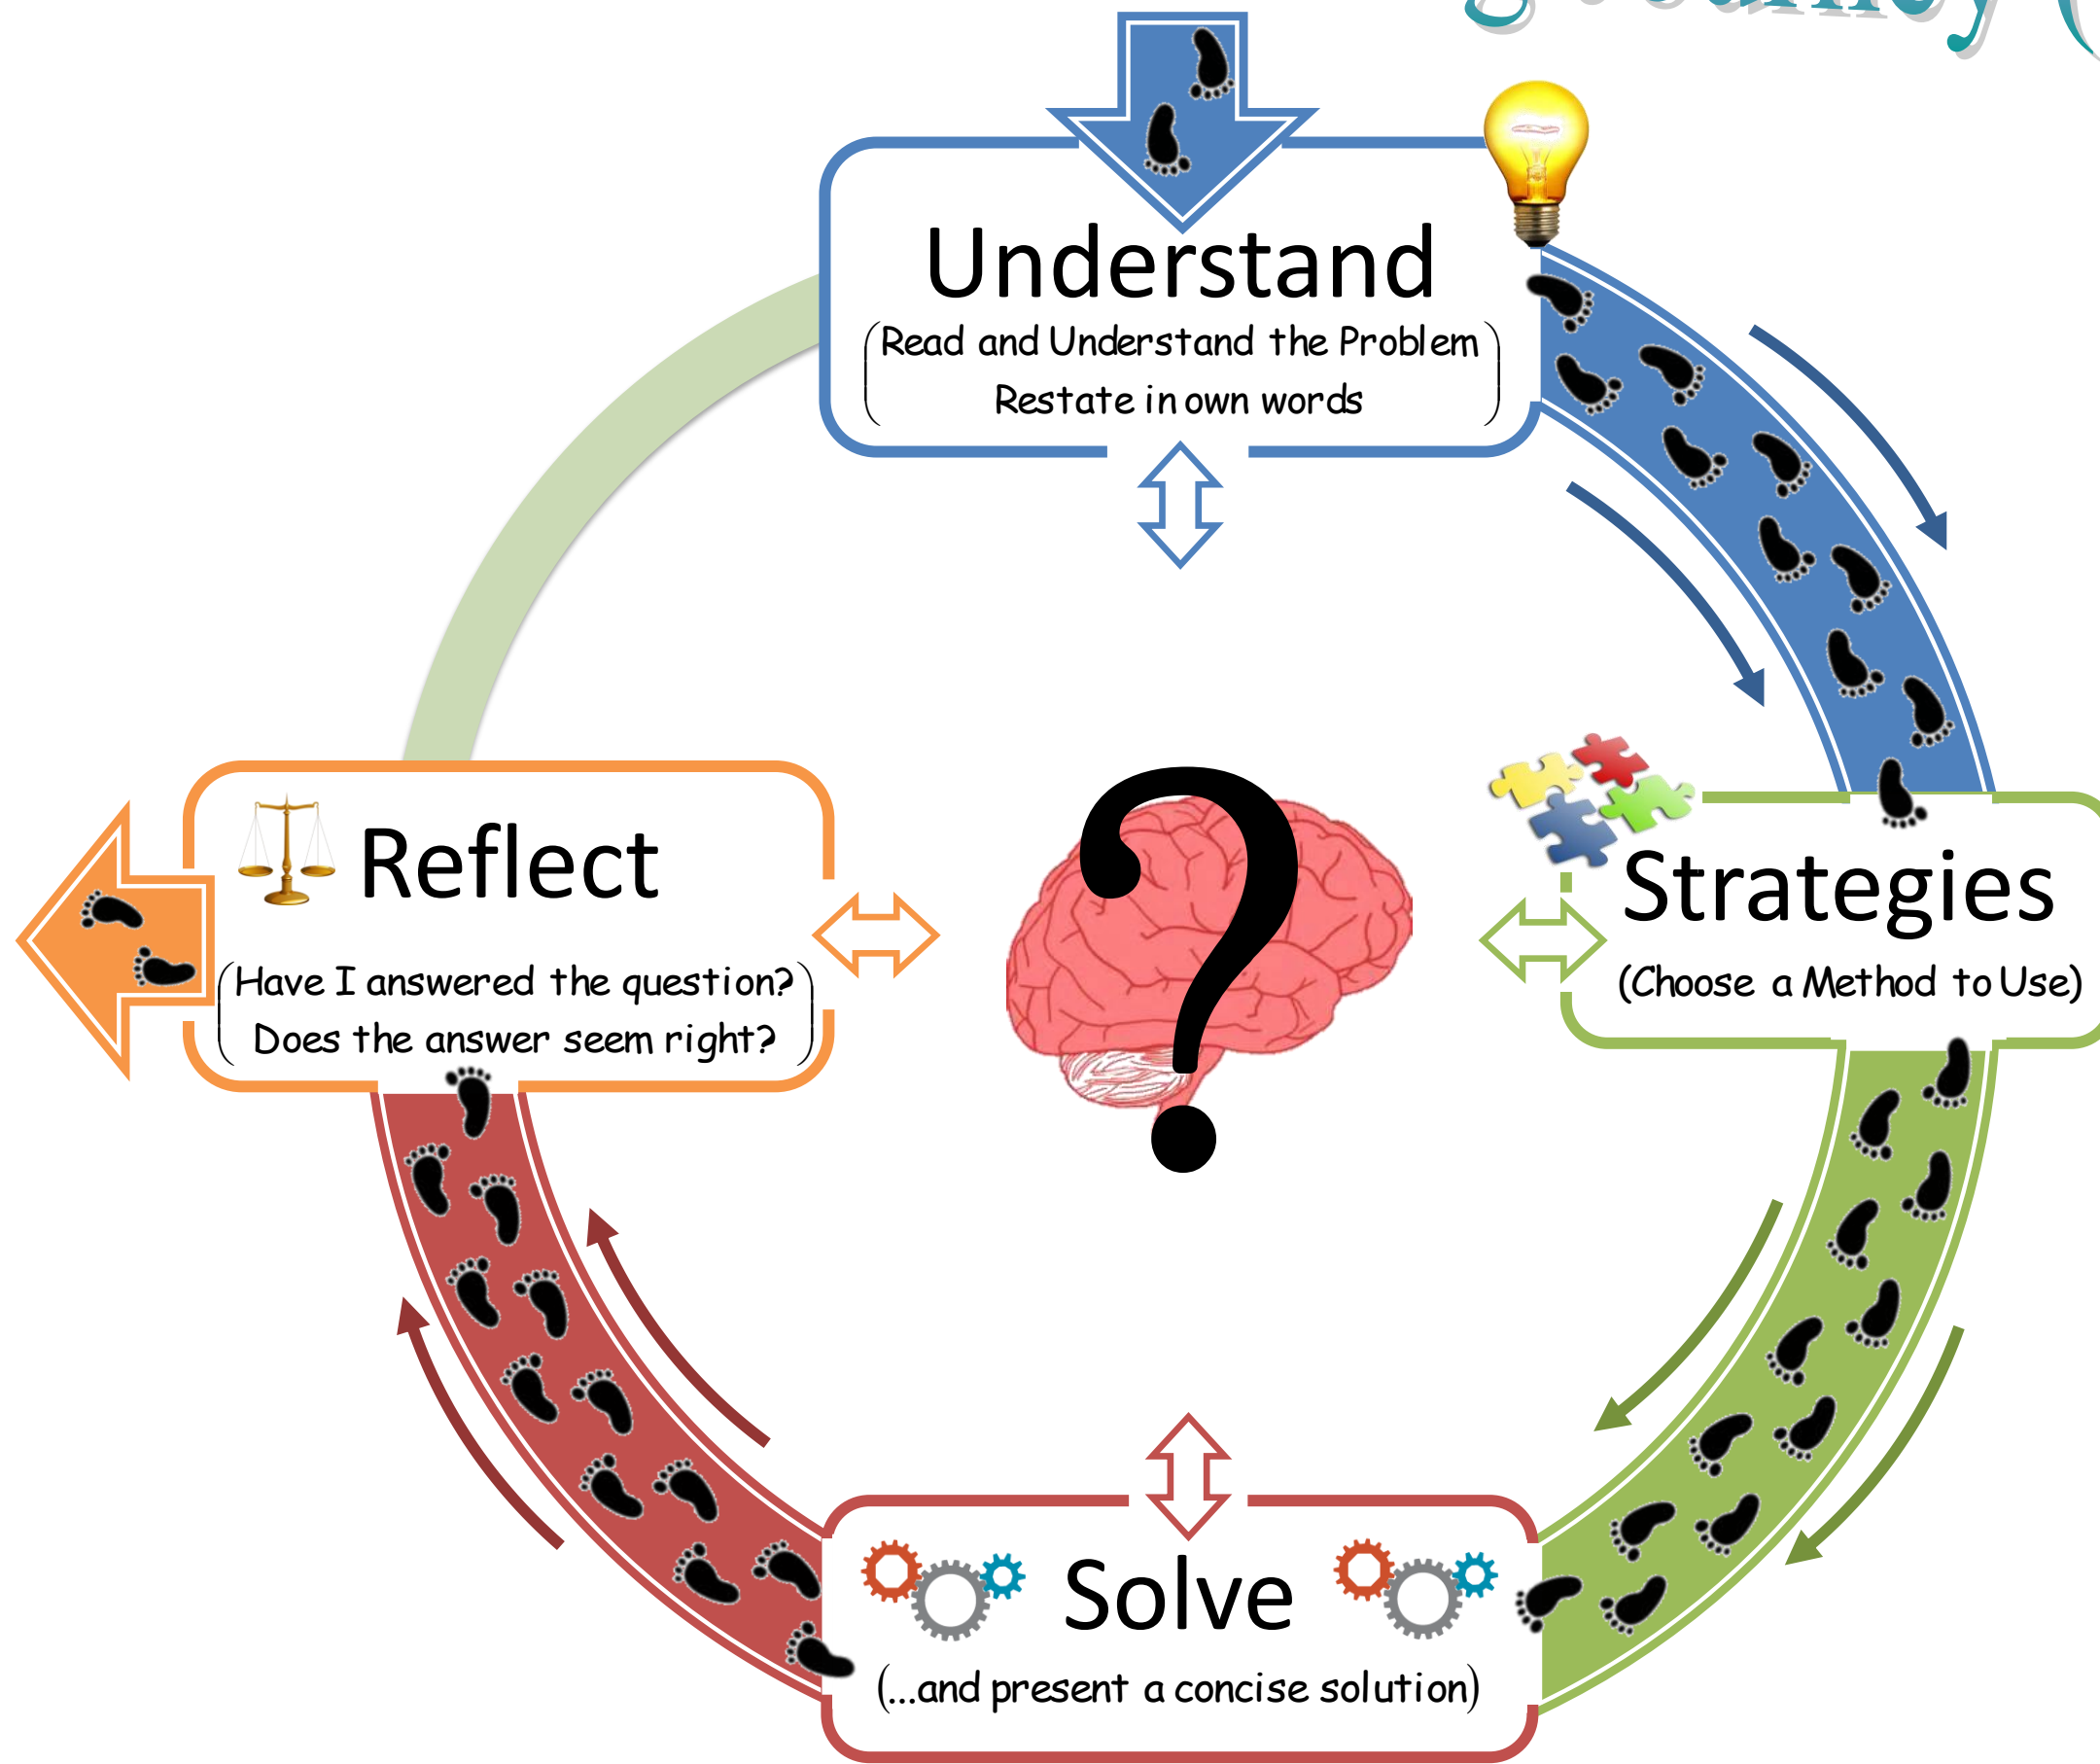 Understand
(Read and Understand the Problem
Restate in own words)
Strategies
(Choose a Method to Use)
Reflect
(Have I answered the question?
Does the answer seem right?)
?
Solve
(...and present a concise solution)